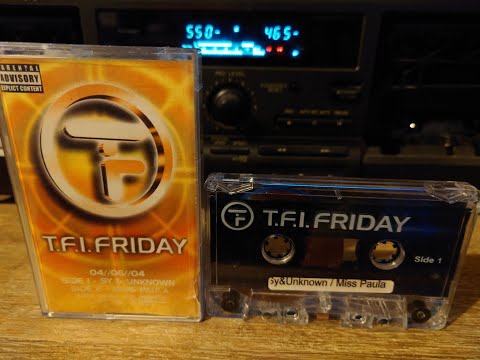 550- 465-
PARENTAL
ADVISORY
EXPLICIT CONTENT
T.F.I. FRIDAY
04//06//04
SIDE 1 - SY & UNKNOWN
T.F.I. FRIDAY
Side 1
Sy&Unknown / Miss Paula